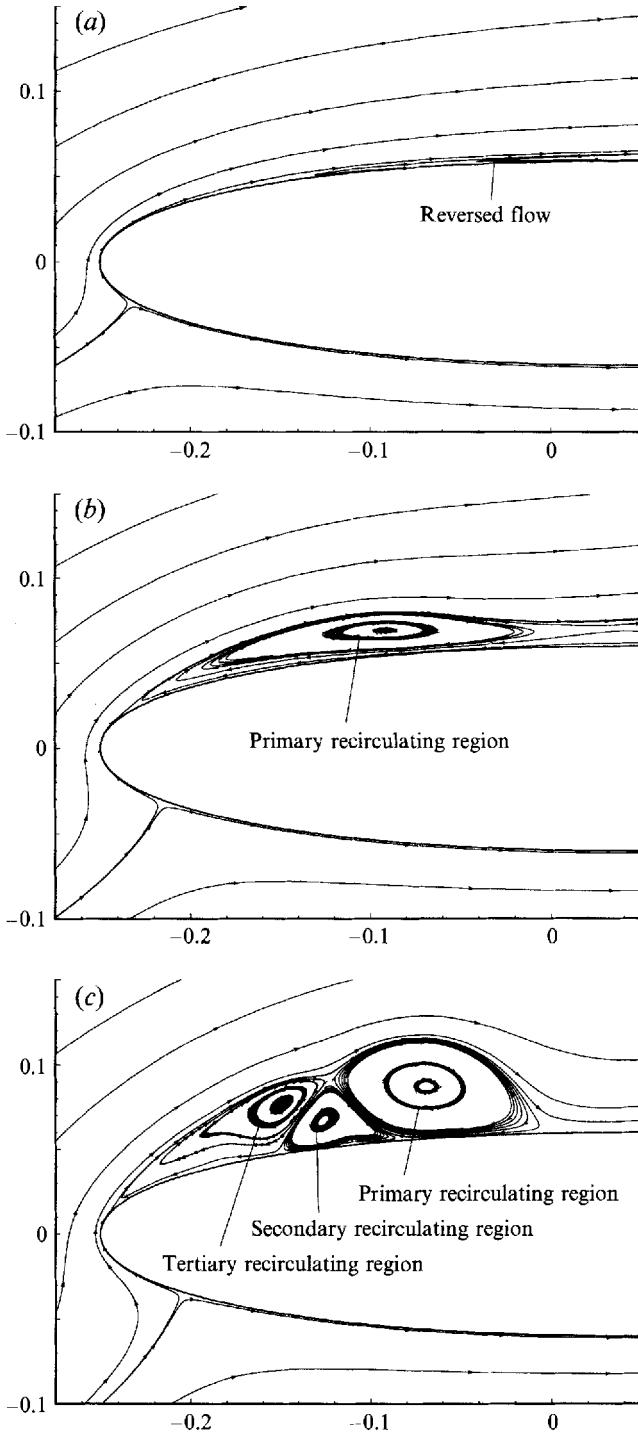 (a)
0.1
Reversed flow
0
−0.1
−0.2
−0.1
0
(b)
0.1
Primary recirculating region
0
−0.1
−0.2
−0.1
0
(c)
0.1
Primary recirculating region
Secondary recirculating region
0
Tertiary recirculating region
−0.1
−0.2
−0.1
0